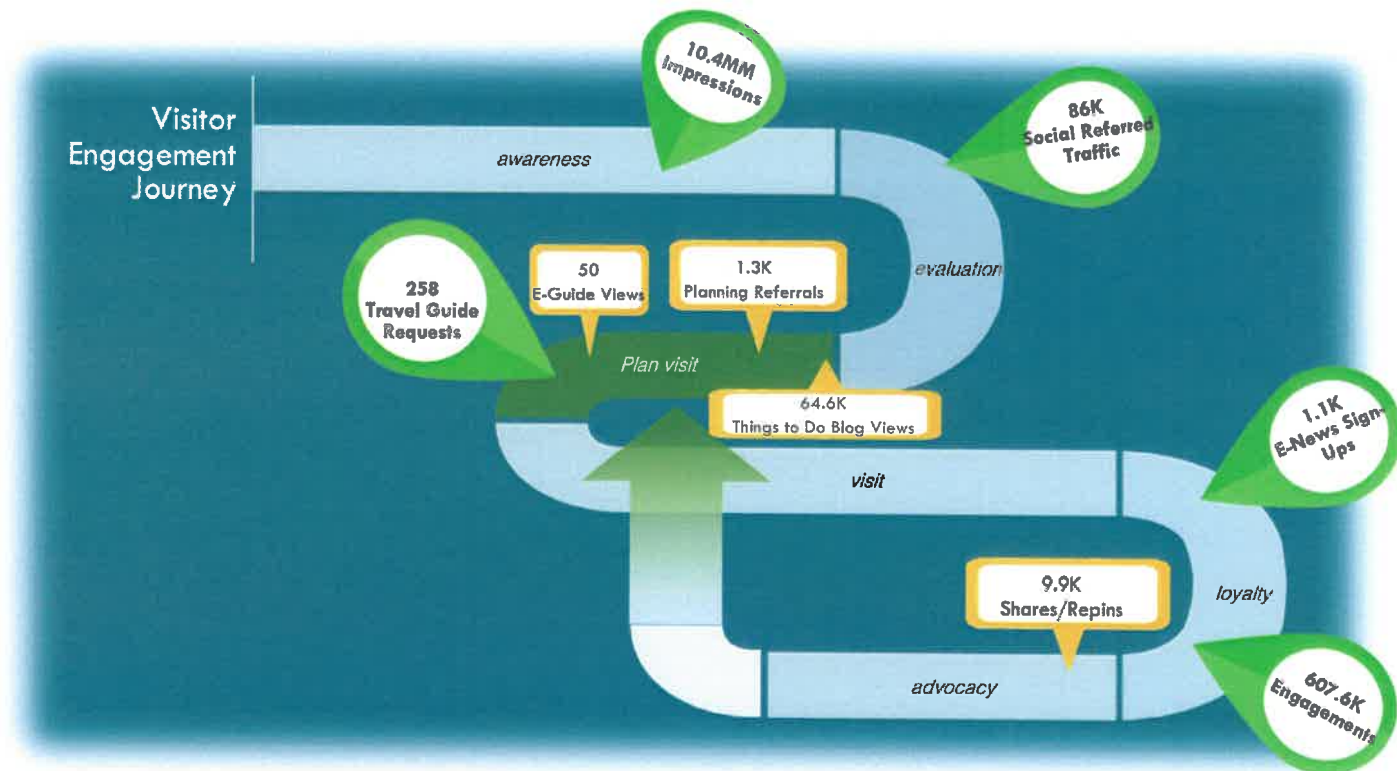 Visitor
Engagement
Journey
10.4MM
Impressions
awareness
86K
Social Referred
Traffic
evaluation
258
Travel Guide
Requests
50
E-Guide Views
1.3K
Planning Referrals
Plan visit
64.6K
Things to Do Blog Views
visit
1.1K
E-News Sign-
Ups
loyalty
9.9K
Shares/Repins
advocacy
607.6K
Engagements